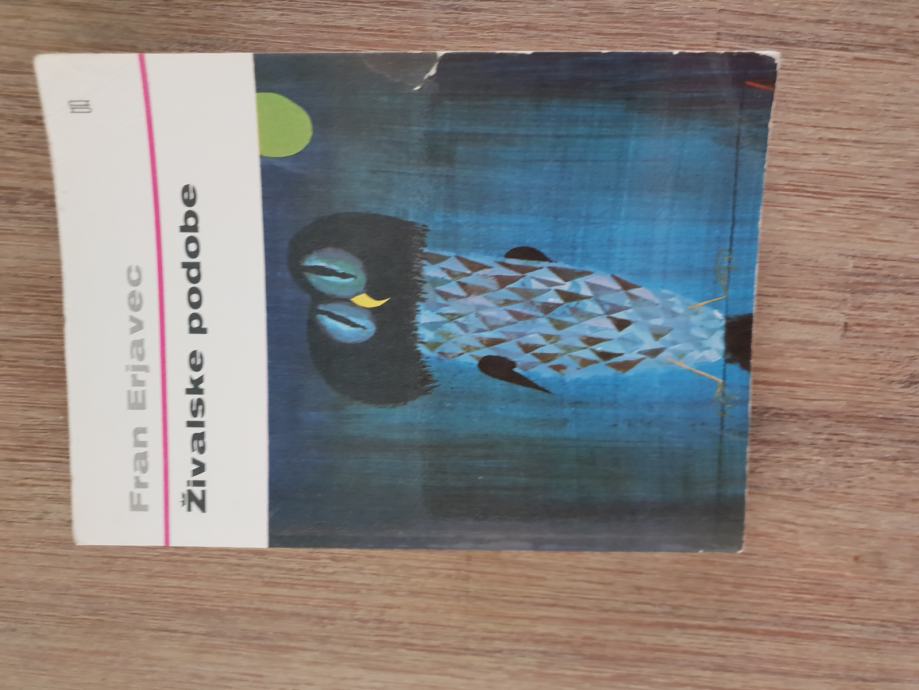 Fran Erjavec
Živalske podobe